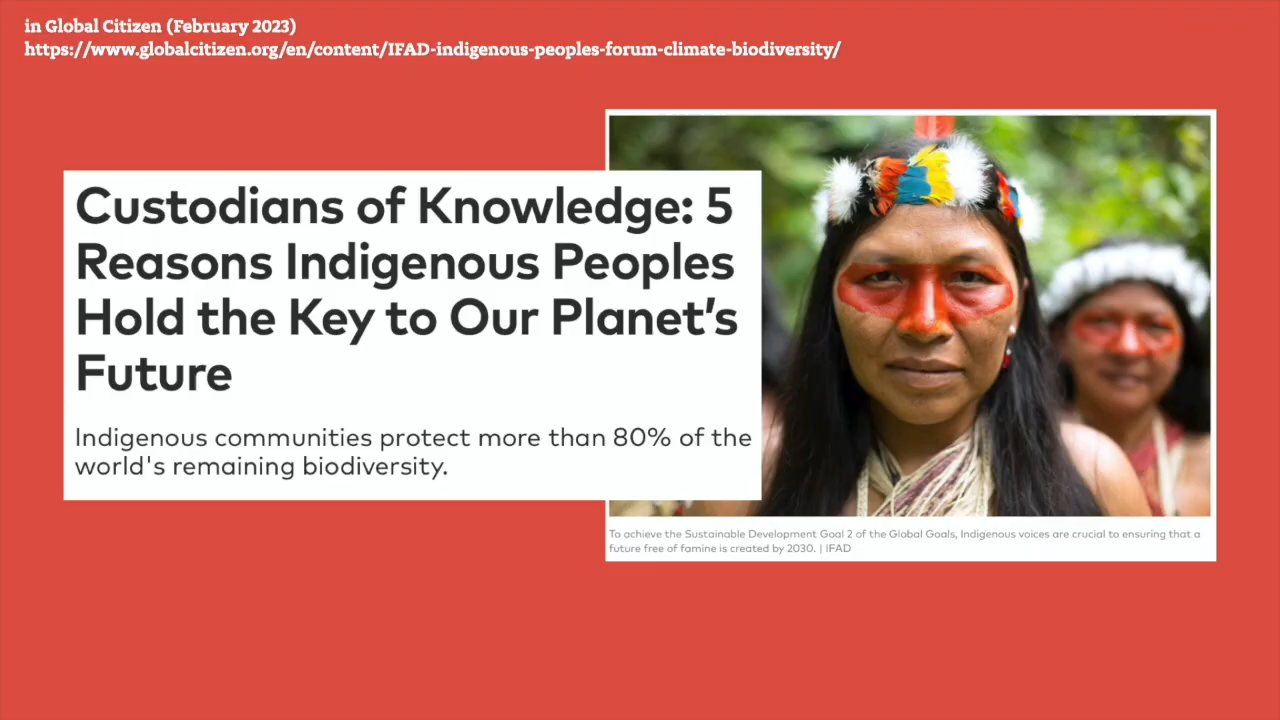 in Global Citizen (February 2023)
https://www.globalcitizen.org/en/content/IFAD-indigenous-peoples-forum-climate-biodiversity/
Custodians of Knowledge: 5
Reasons Indigenous Peoples
Hold the Key to Our Planet’s
Future
Indigenous communities protect more than 80% of the
world's remaining biodiversity.
To achieve the Sustainable Development Goal 2 of the Global Goals, Indigenous voices are crucial to ensuring that a
future free of famine is created by 2030. | IFAD